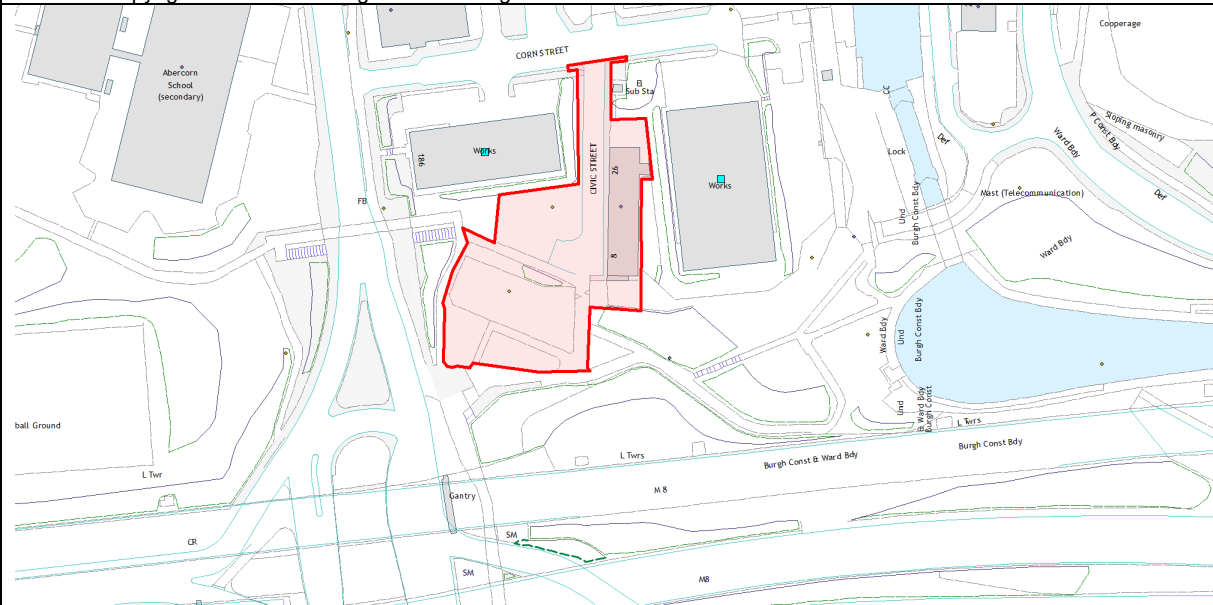 Cooperage
CORN STREET
Abercorn
School
(secondary)
El
Sub Sta
CC
Sloping masonry
P Const Bdy
Ward Bdy
Def
Lock
Works
186
CIVIC STREET
26
Works
Mast (Telecommunication)
Def
FB
Und
Burgh Const Bdy
Ward Bdy
8
Ward Bdy
Und
Burgh Const Bdy
Und
& Ward Bdy
Burgh Const
ball Ground
L Twrs
Burgh Const Bdy
L Twrs
Burgh Const & Ward Bdy
L Twr
M 8
Gantry
SM
CR
SM
M8